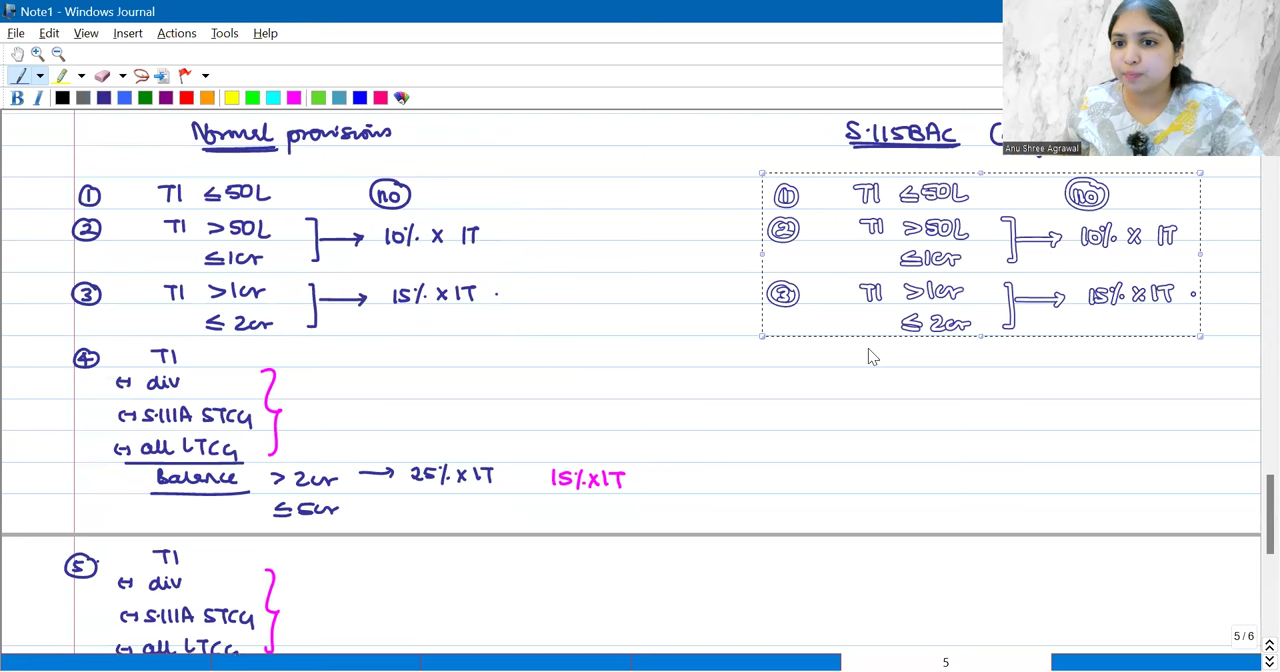 Note1 - Windows Journal
File Edit View Insert Actions Tools Help
B I
Anu Shree Agrawal
Normal provisions
① TI ≤50L no
② TI >50L → 10% x IT
≤1cr
③ TI >1cr → 15% x IT
≤ 2cr
④ TI
(-) div
(-) S.111A STCG
(-) all LTCG
Balance > 2cr → 25% x IT 15% x IT
≤ 5cr
⑤ TI
(-) div
(-) S.111A STCG
(-) all LTCG
S.115BAC (
① TI ≤50L no
② TI >50L → 10% x IT
≤1cr
③ TI >1cr → 15% x IT
≤ 2cr
5/6
5